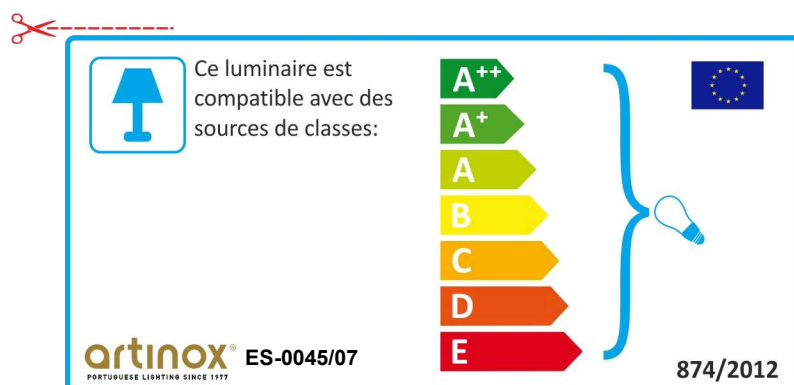 Ce luminaire est
compatible avec des
sources de classes:
A++
A+
A
B
C
D
E
artinox® ES-0045/07
PORTUGUESE LIGHTING SINCE 1977
874/2012